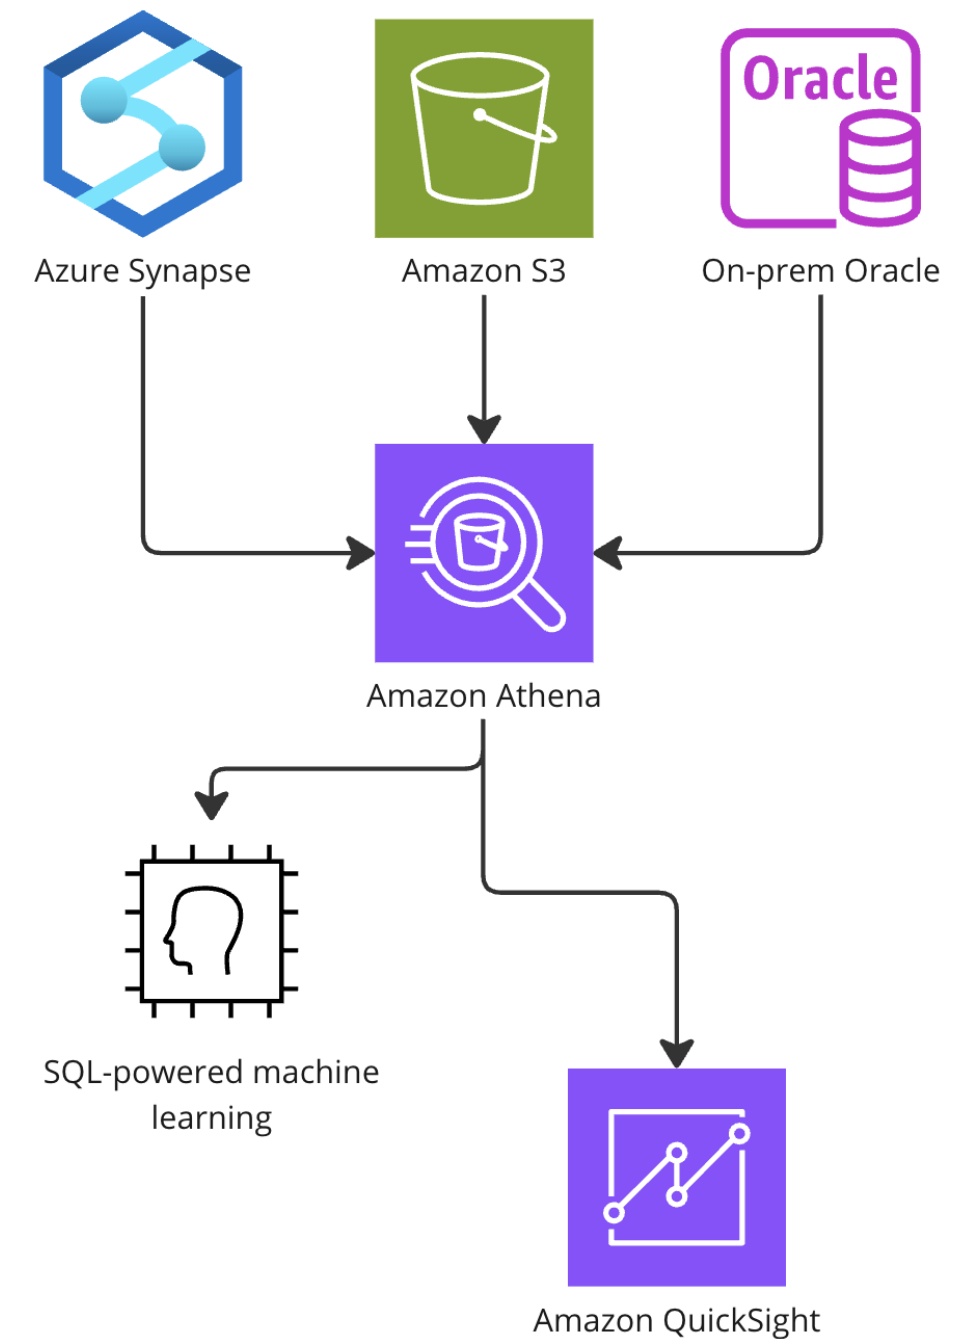 Oracle
Azure Synapse
Amazon S3
On-prem Oracle
Amazon Athena
SQL-powered machine
learning
Amazon QuickSight